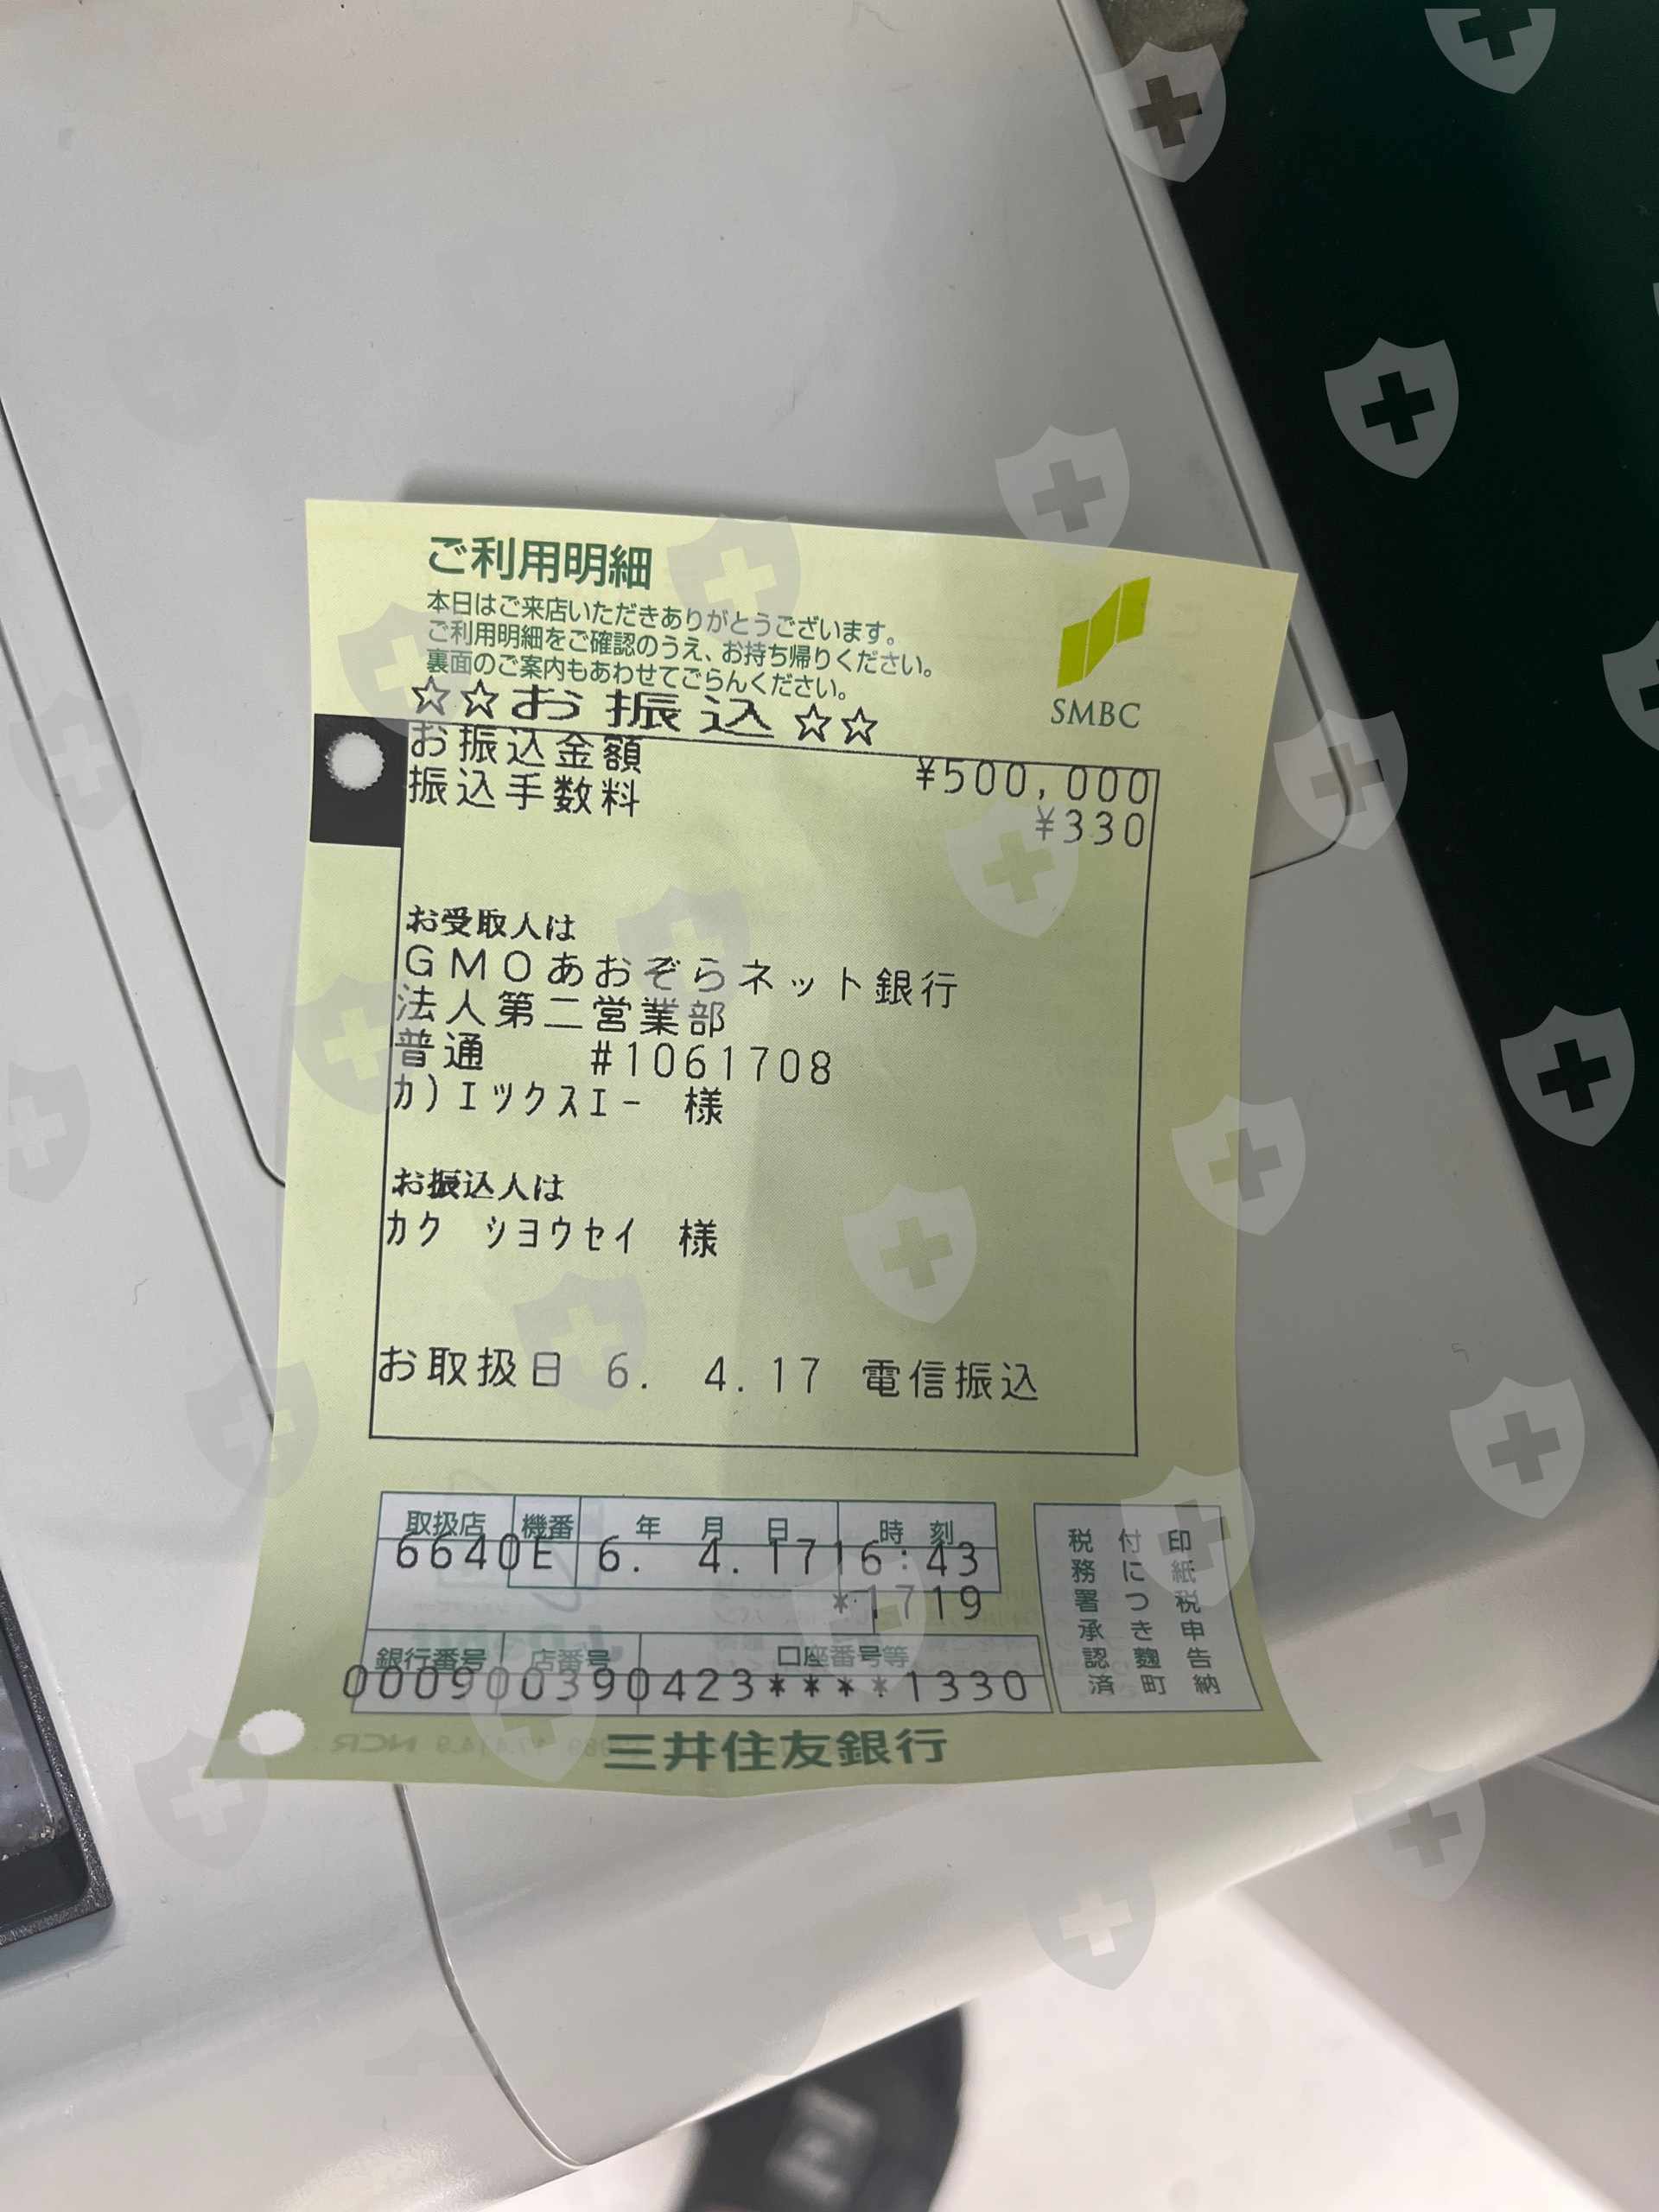 ご利用明細
本日はご来店いただきありがとうございます。
ご利用明細をご確認のうえ、お持ち帰りください。
裏面のご案内もあわせてごらんください。
SMBC
☆☆お振込☆☆
お振込金額 ¥500,000
振込手数料 ¥330
お受取人は
GMOあおぞらネット銀行
法人第二営業部
普通 #1061708
カ)エツクスエー 様
お振込人は
カク シヨウセイ 様
お取扱日 6. 4.17 電信振込
取扱店 機番 年 月 日 時 刻
6640E 6. 4.1716:43
*1719
銀行番号 店番号 口座番号等
000900390423****1330
印紙税申告納
付につき麹町
税務署承認済
三井住友銀行